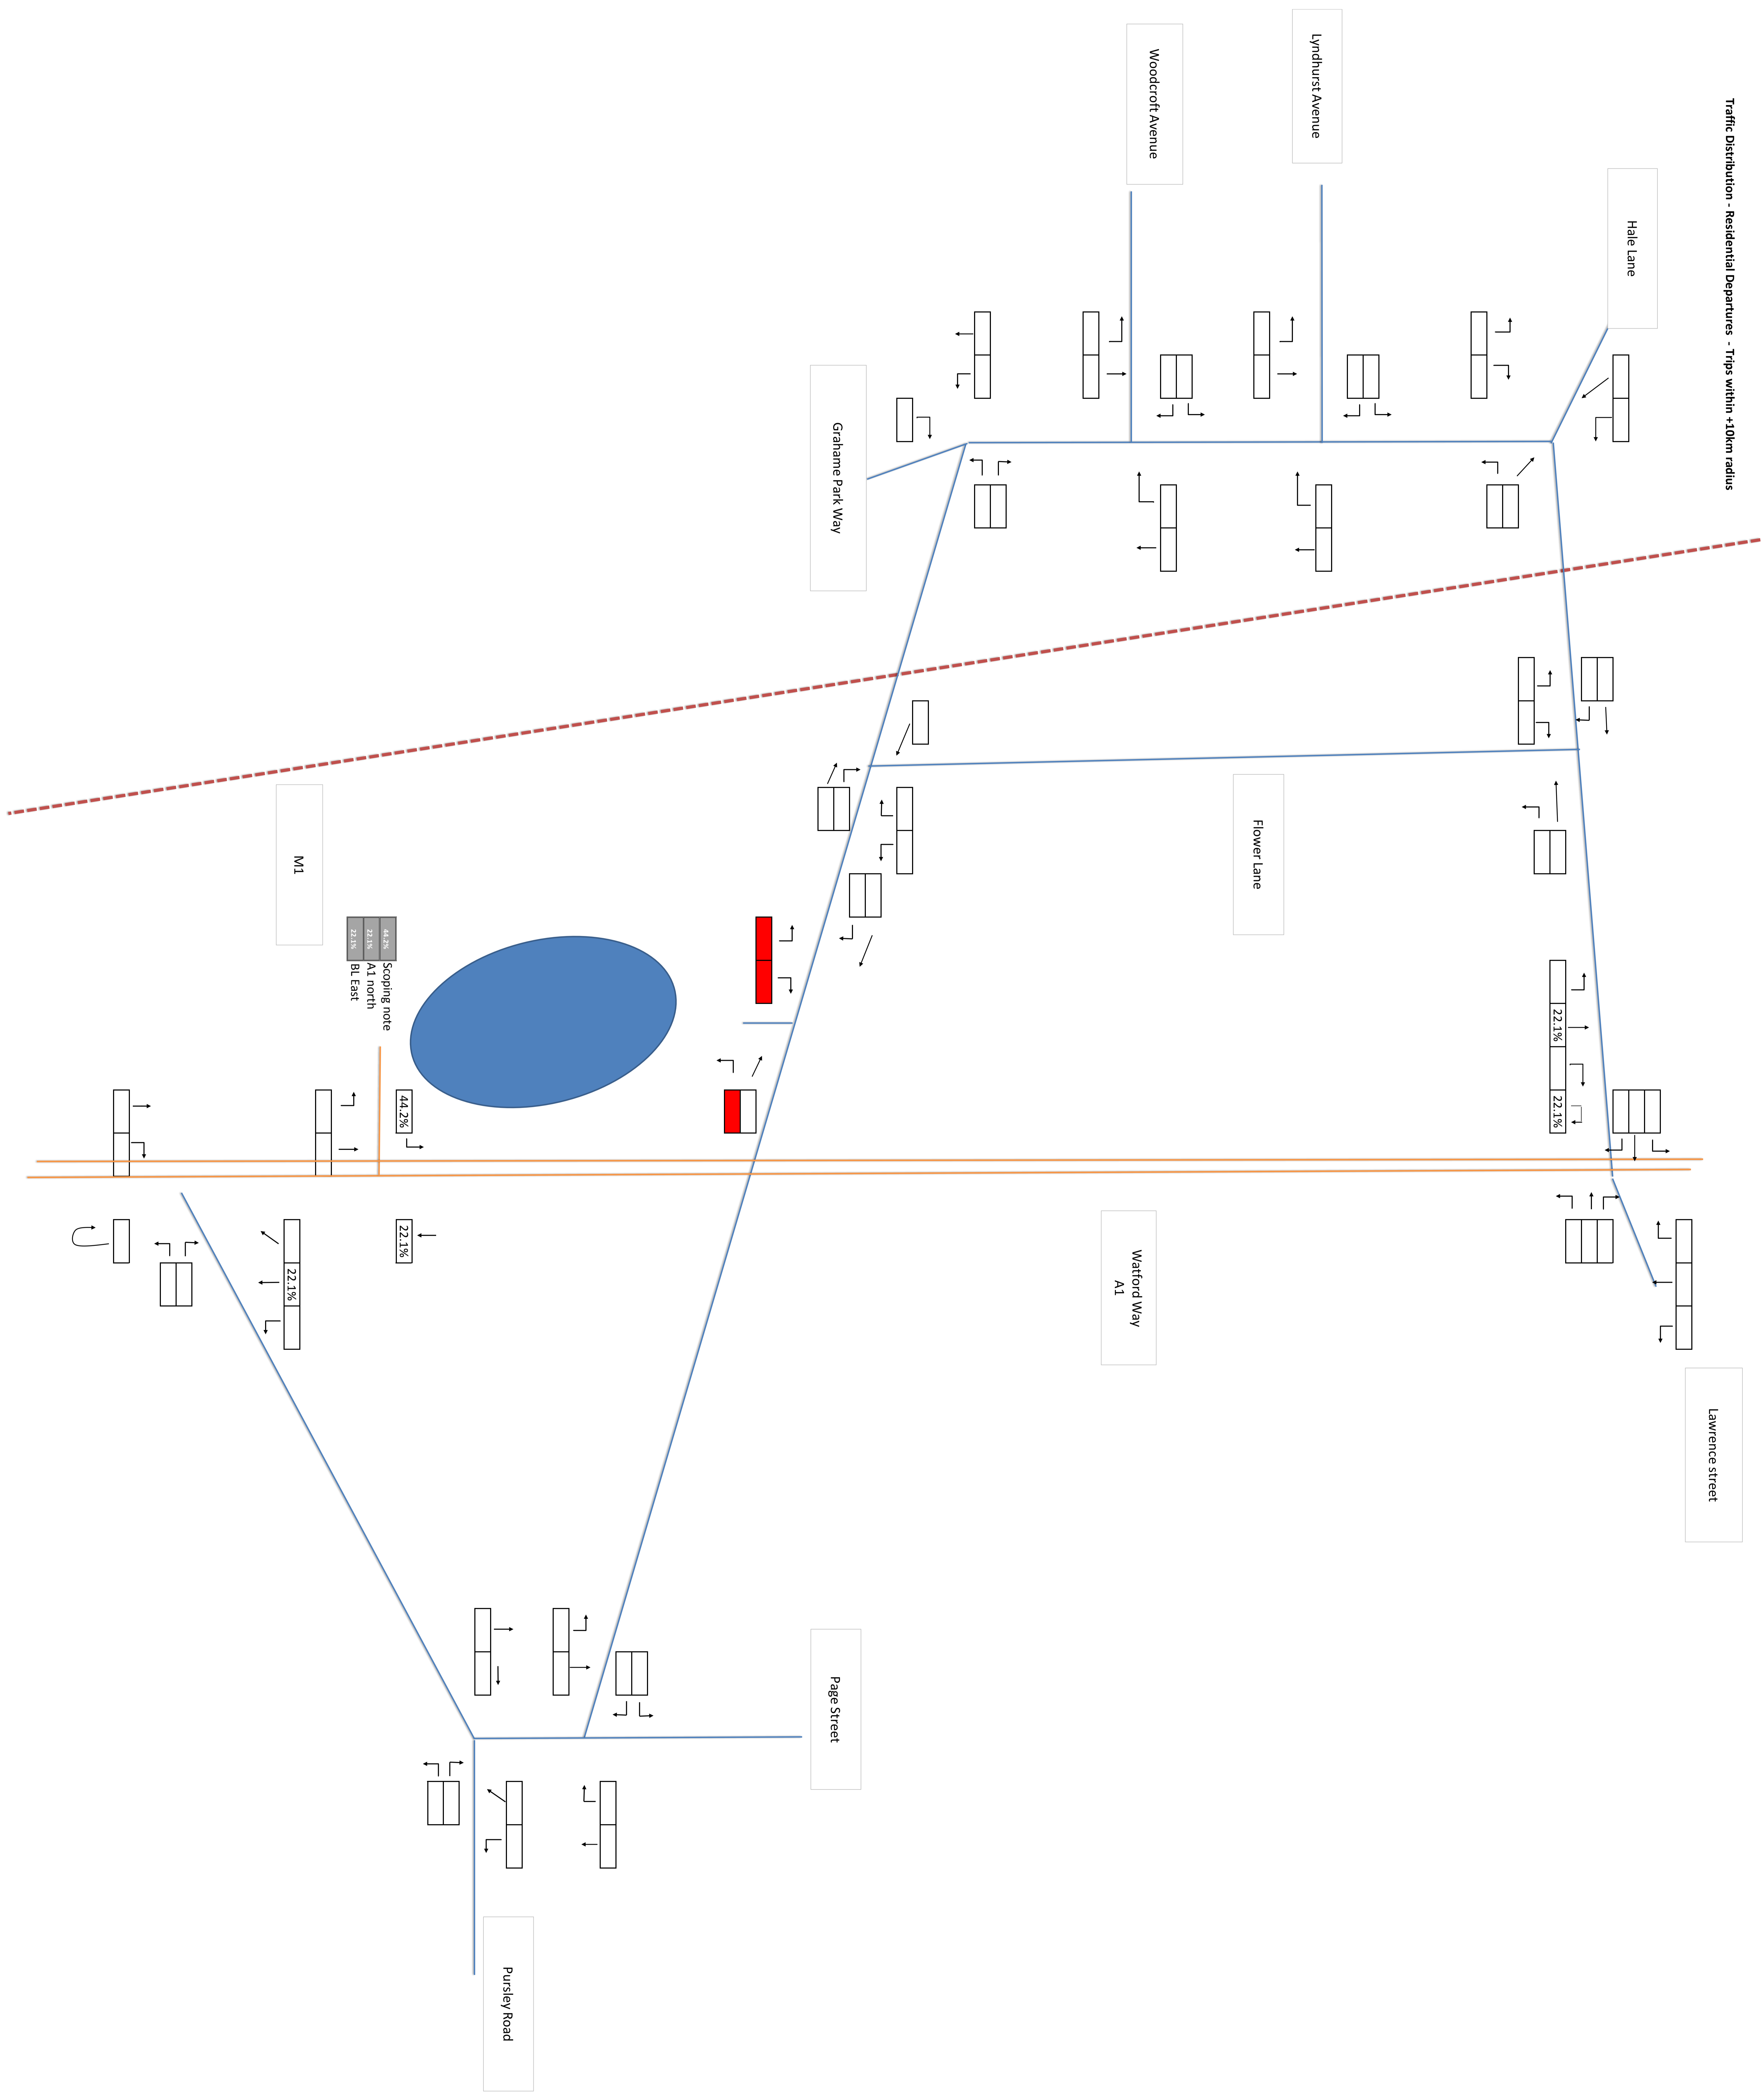 Traffic Distribution - Residential Departures - Trips within +10km radius
Hale Lane
Lyndhurst Avenue
Woodcroft Avenue
Grahame Park Way
Lawrence street
22.1%
22.1%
Flower Lane
Watford Way
A1
Page Street
M1
44.2%
Scoping note
22.1%
A1 north
22.1%
BL East
44.2%
22.1%
22.1%
Pursley Road